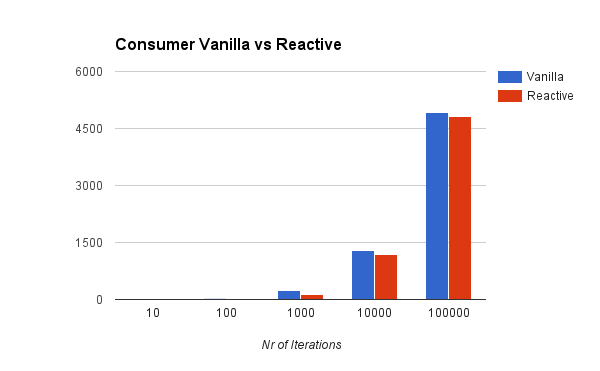 Consumer Vanilla vs Reactive
6000
4500
3000
1500
0
Vanilla
Reactive
10 100 1000 10000 100000
Nr of Iterations